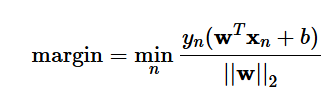 margin = min_n y_n(𝐰^T 𝐱_n + b) / ||𝐰||_2